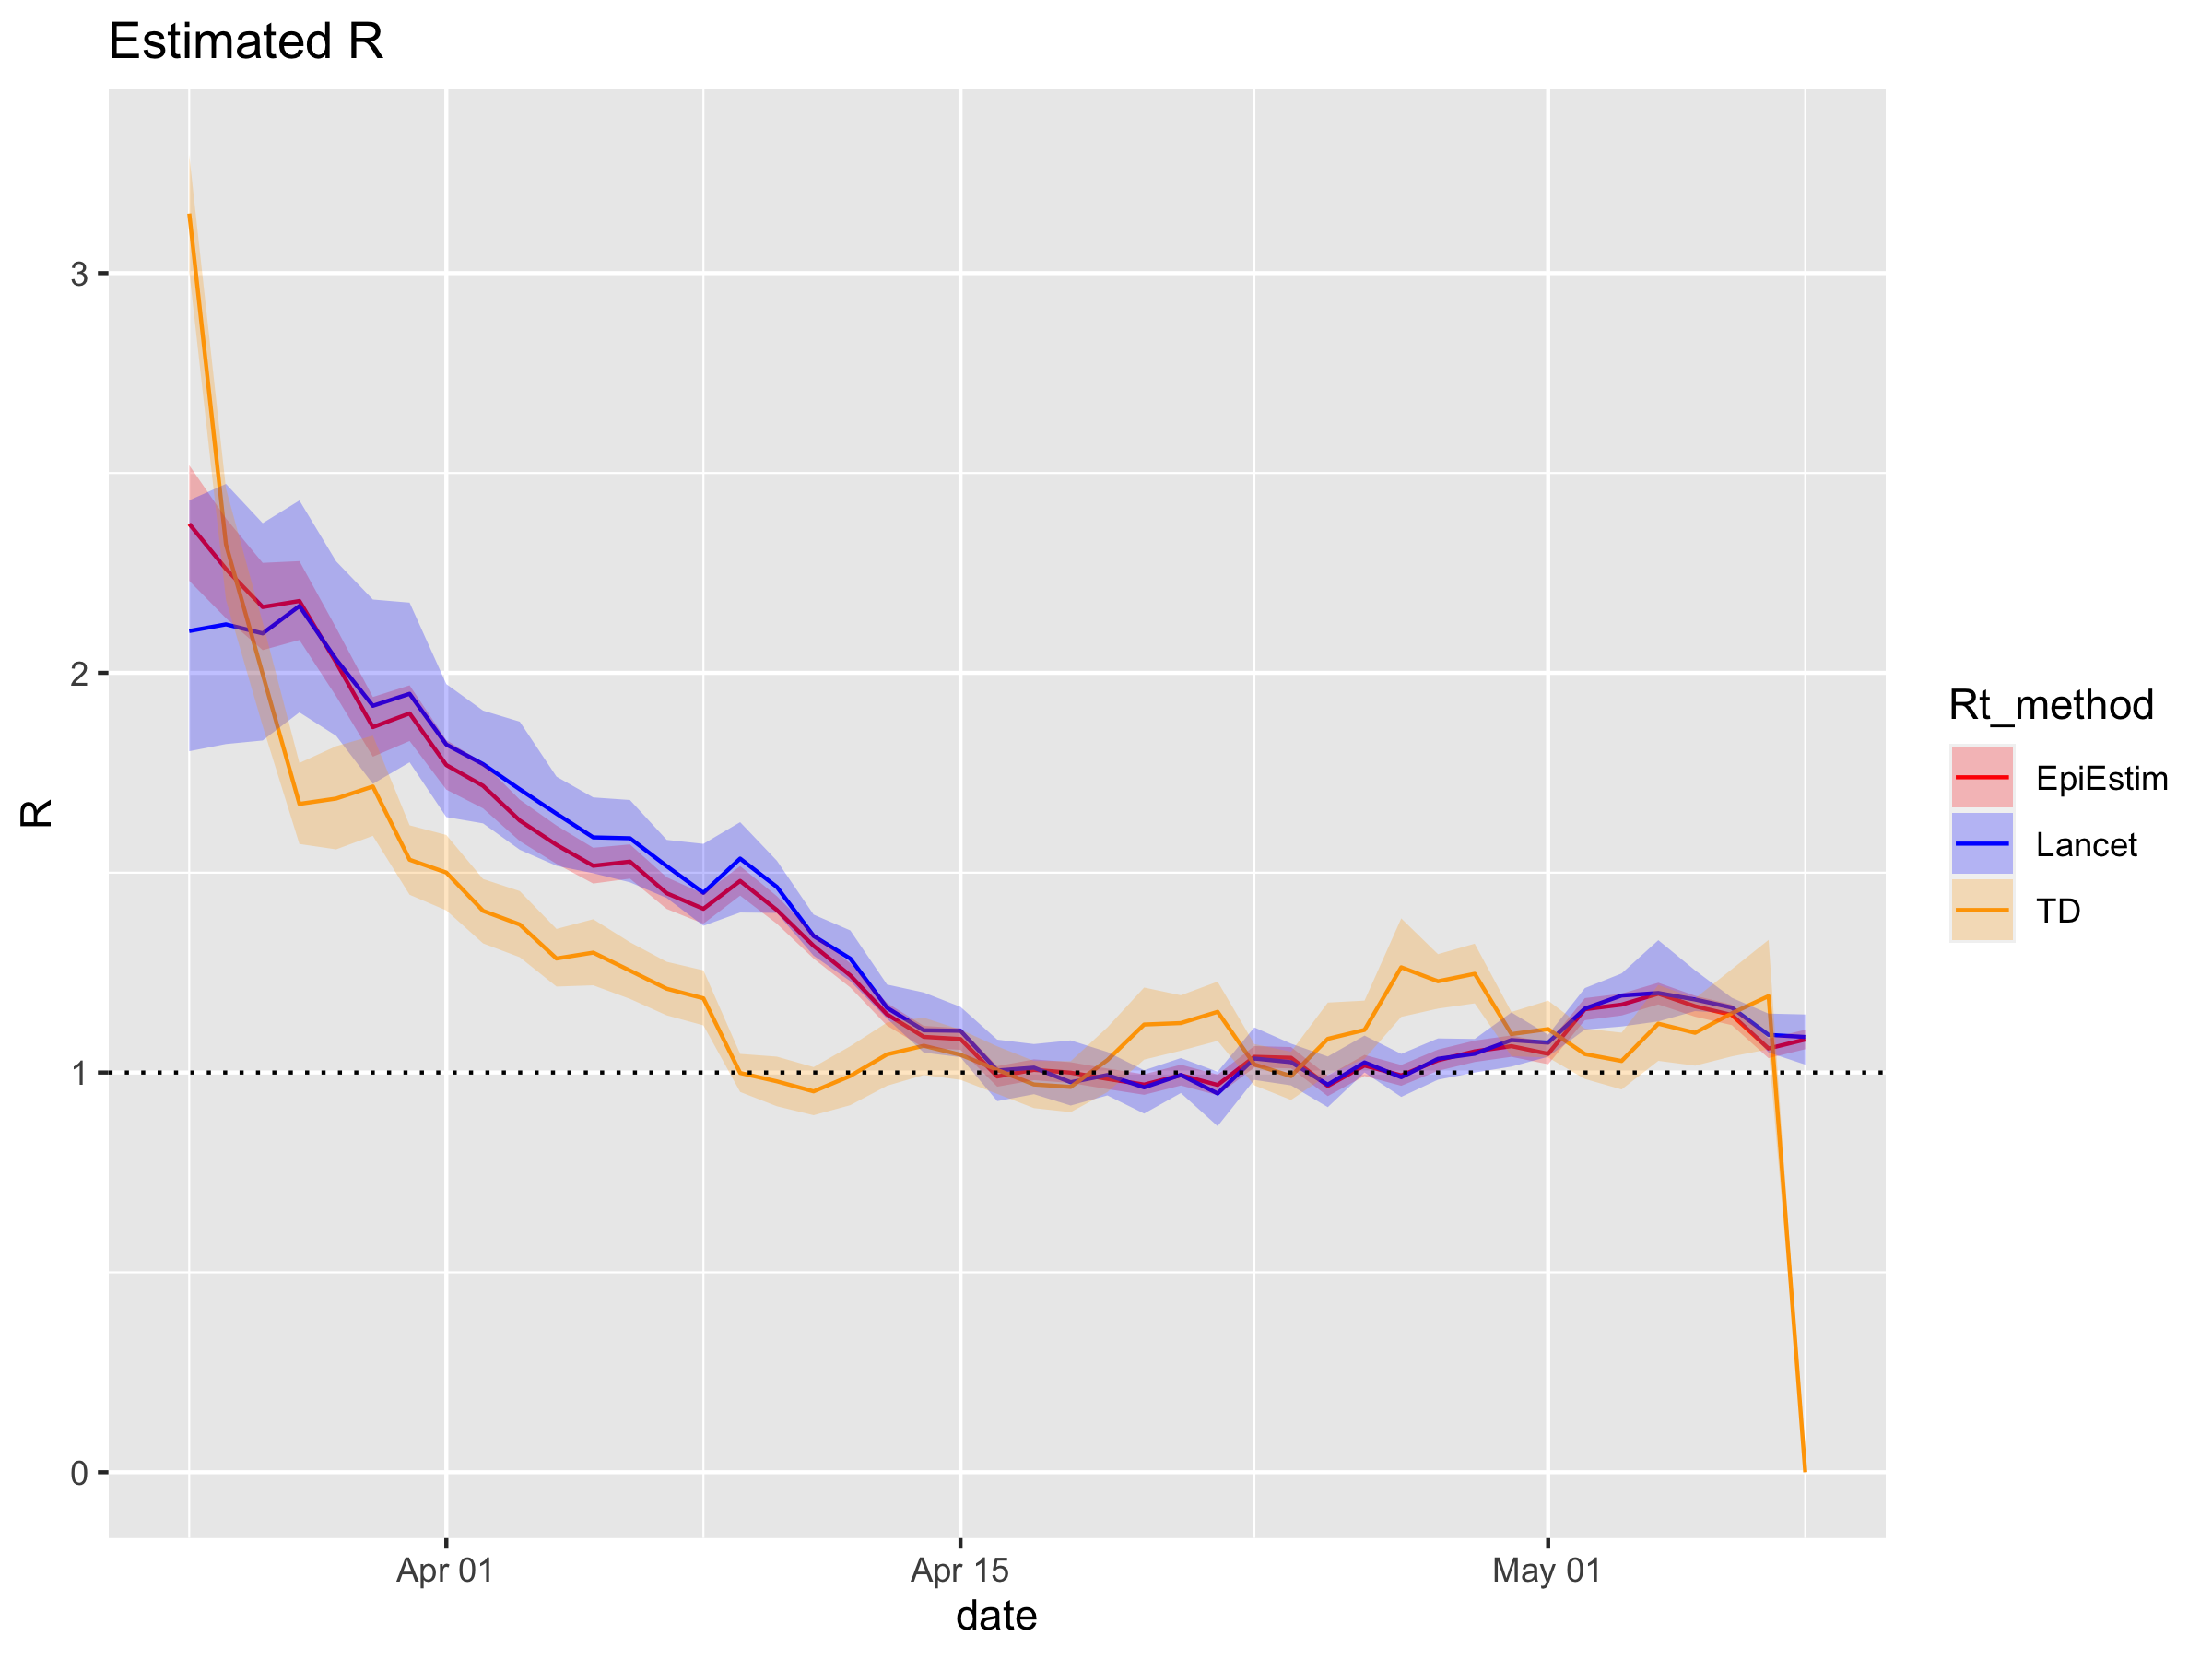 Estimated R
R
3
2
1
0
Apr 01
Apr 15
May 01
date
Rt_method
EpiEstim
Lancet
TD